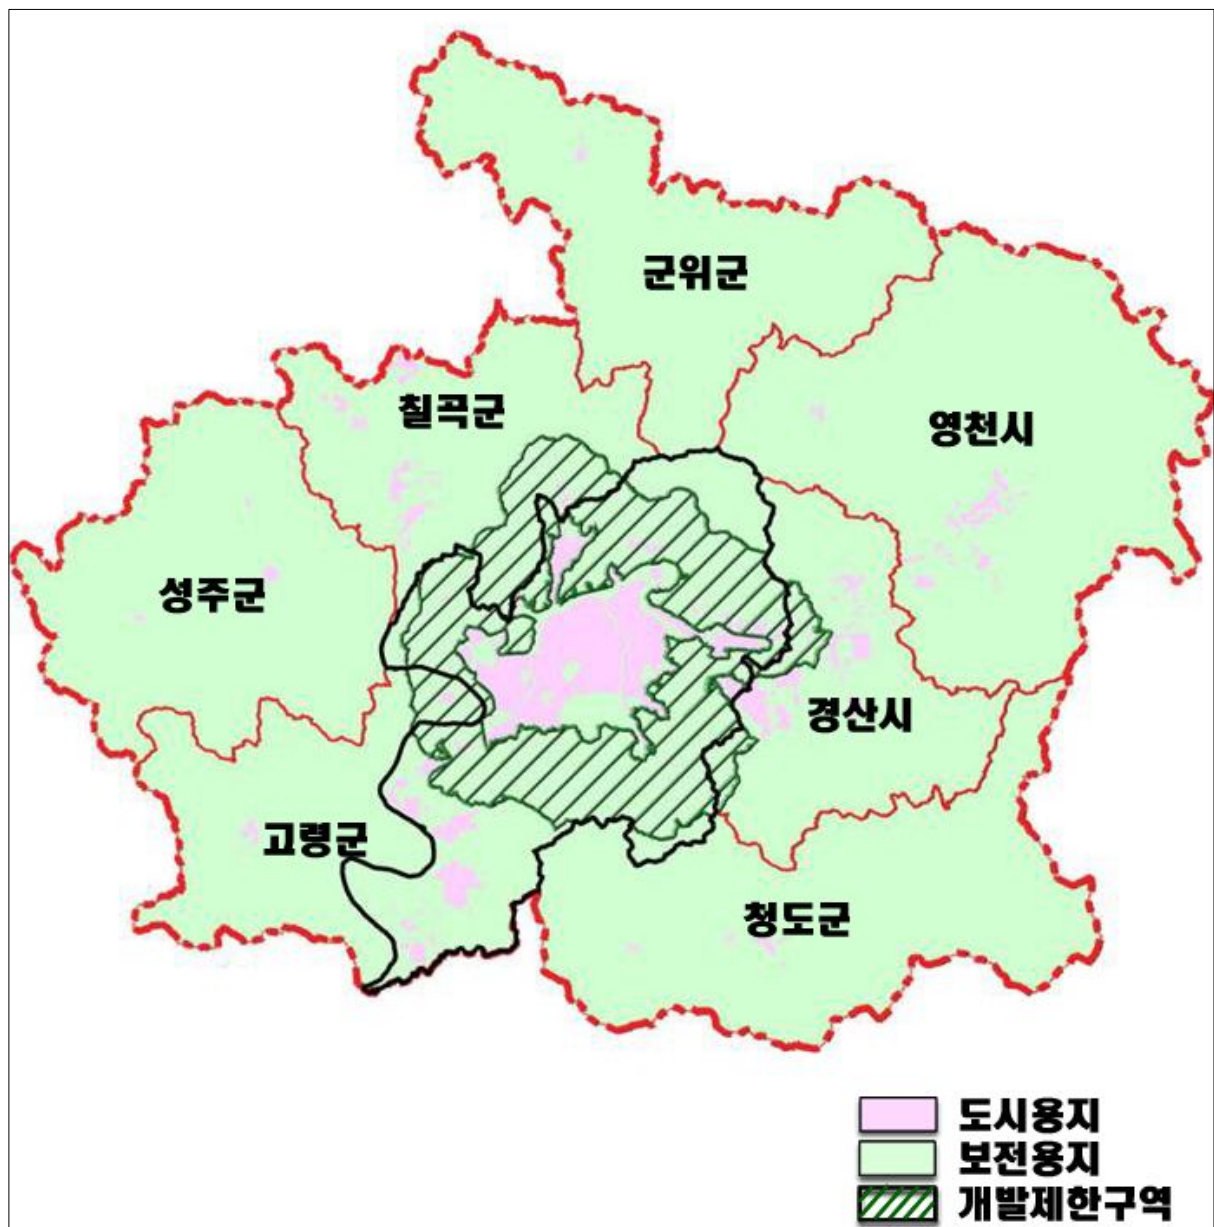 군위군
칠곡군
영천시
성주군
경산시
고령군
청도군
도시용지
보전용지
개발제한구역